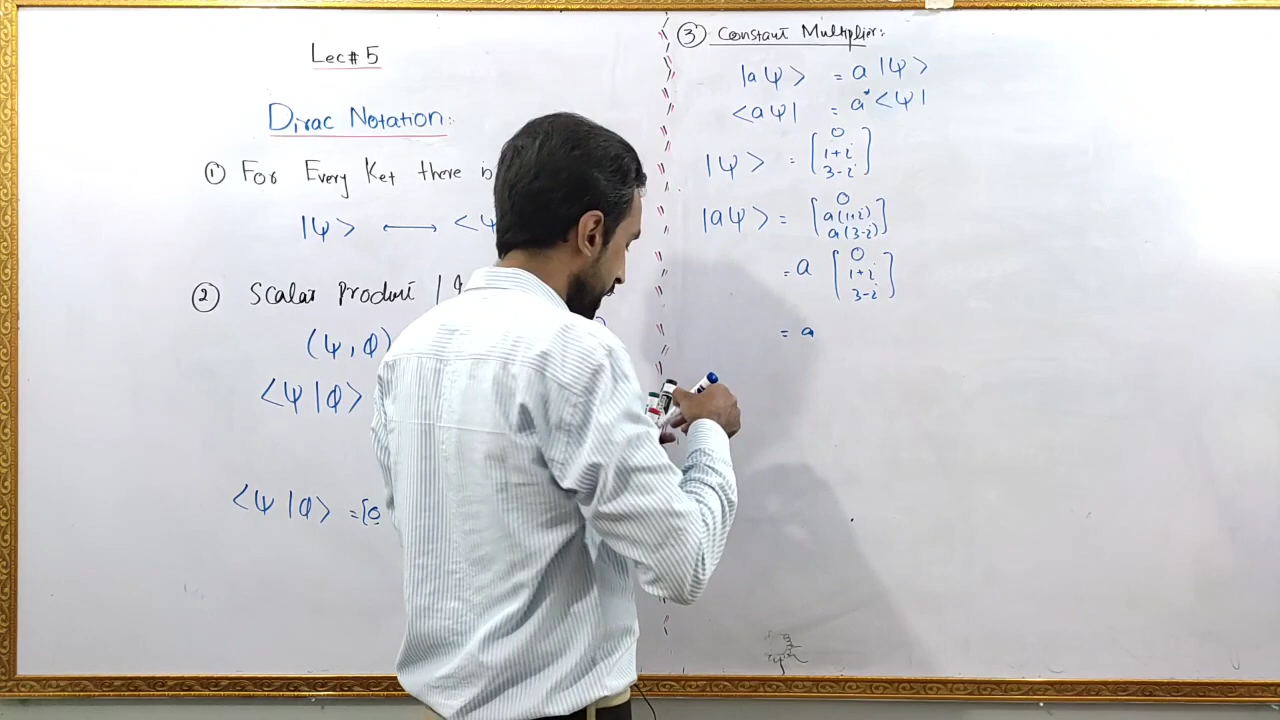 Lec# 5
Dirac Notation:
① For Every Ket there is
|ψ> ⟷ <ψ
② Scalar Product /
(ψ, φ)
<ψ|φ>
<ψ|φ> = [0
③ Constant Multiplier:
|aψ> = a |ψ>
<aψ| = a* <ψ|
|ψ> = [0
1+i
3-i]
|aψ> = [0
a(1+i)
a(3-i)]
= a [0
1+i
3-i]
= a